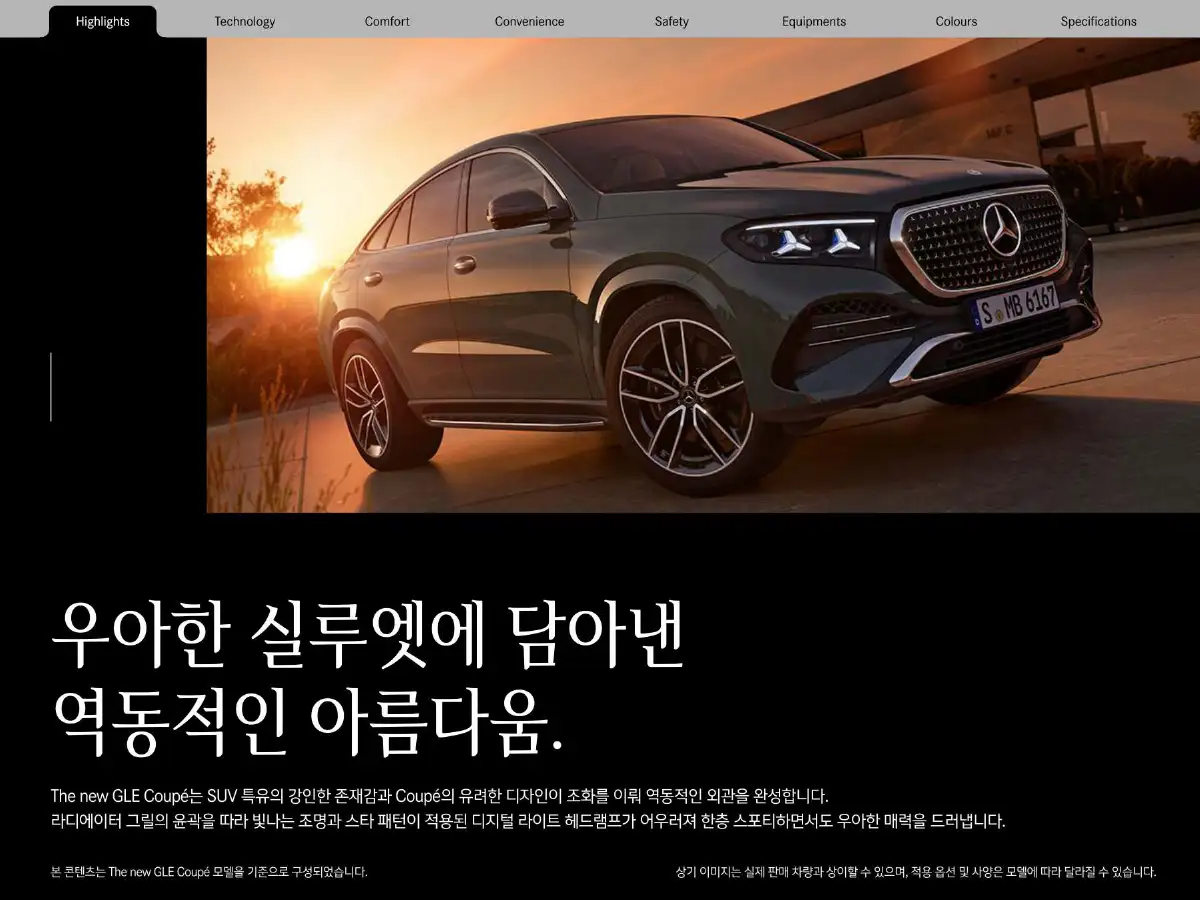 Highlights
Technology
Comfort
Convenience
Safety
Equipments
Colours
Specifications
S MB 6167
우아한 실루엣에 담아낸
역동적인 아름다움.
The new GLE Coupé는 SUV 특유의 강인한 존재감과 Coupé의 유려한 디자인이 조화를 이뤄 역동적인 외관을 완성합니다.
라디에이터 그릴의 윤곽을 따라 빛나는 조명과 스타 패턴이 적용된 디지털 라이트 헤드램프가 어우러져 한층 스포티하면서도 우아한 매력을 드러냅니다.
본 콘텐츠는 The new GLE Coupé 모델을 기준으로 구성되었습니다.
상기 이미지는 실제 판매 차량과 상이할 수 있으며, 적용 옵션 및 사양은 모델에 따라 달라질 수 있습니다.